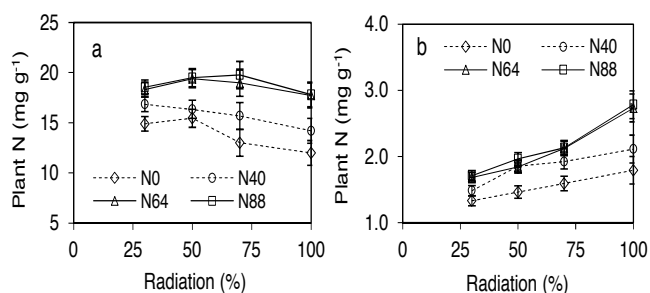 Plant N (mg g⁻¹)
25
20
15
10
5
a
N0 N40
N64 N88
0 25 50 75 100
Radiation (%)
Plant N (mg g⁻¹)
4.0
3.0
2.0
1.0
b
N0 N40
N64 N88
0 25 50 75 100
Radiation (%)